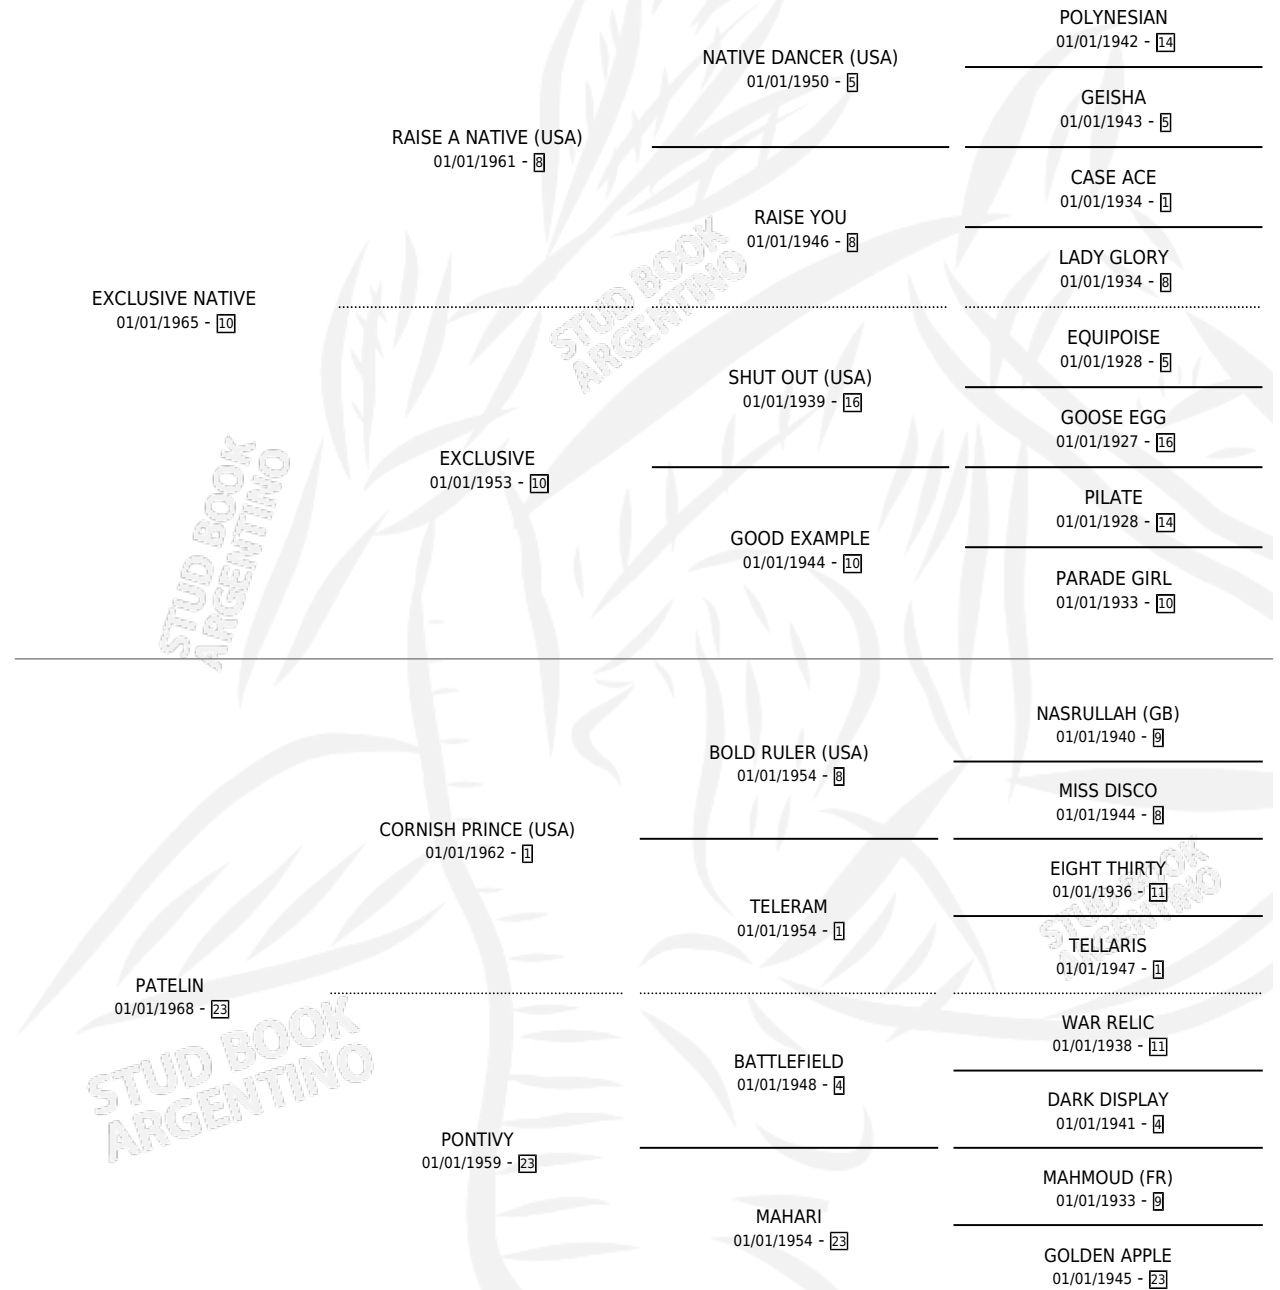 POLYNESIAN
01/01/1942 - 14
NATIVE DANCER (USA)
01/01/1950 - 5
GEISHA
01/01/1943 - 5
RAISE A NATIVE (USA)
01/01/1961 - 8
CASE ACE
01/01/1934 - 1
RAISE YOU
01/01/1946 - 8
LADY GLORY
01/01/1934 - 8
EXCLUSIVE NATIVE
01/01/1965 - 10
STUD BOOK
ARGENTINO
EQUIPOISE
01/01/1928 - 5
SHUT OUT (USA)
01/01/1939 - 16
GOOSE EGG
01/01/1927 - 16
EXCLUSIVE
01/01/1953 - 10
PILATE
01/01/1928 - 14
GOOD EXAMPLE
01/01/1944 - 10
PARADE GIRL
01/01/1933 - 10
STUD BOOK
ARGENTINO
NASRULLAH (GB)
01/01/1940 - 9
BOLD RULER (USA)
01/01/1954 - 8
MISS DISCO
01/01/1944 - 8
CORNISH PRINCE (USA)
01/01/1962 - 1
EIGHT THIRTY
01/01/1936 - 11
TELERAM
01/01/1954 - 1
TELLARIS
01/01/1947 - 1
STUD BOOK
ARGENTINO
PATELIN
01/01/1968 - 23
WAR RELIC
01/01/1938 - 11
BATTLEFIELD
01/01/1948 - 4
DARK DISPLAY
01/01/1941 - 4
STUD BOOK
ARGENTINO
PONTIVY
01/01/1959 - 23
MAHMOUD (FR)
01/01/1933 - 9
MAHARI
01/01/1954 - 23
GOLDEN APPLE
01/01/1945 - 23